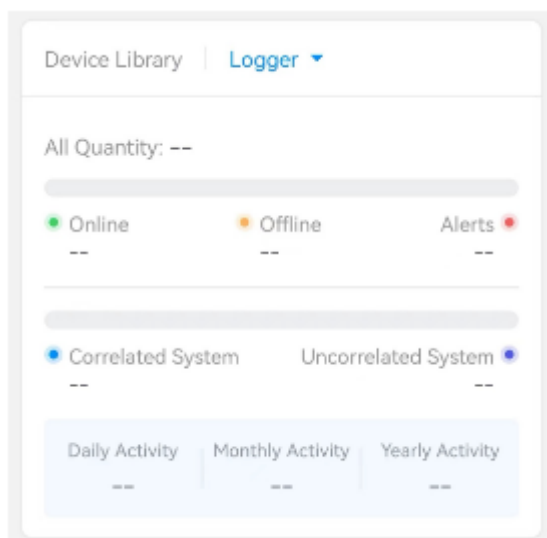 Device Library Logger
All Quantity: --
Online Offline Alerts
-- -- --
Correlated System Uncorrelated System
-- --
Daily Activity Monthly Activity Yearly Activity
-- -- --